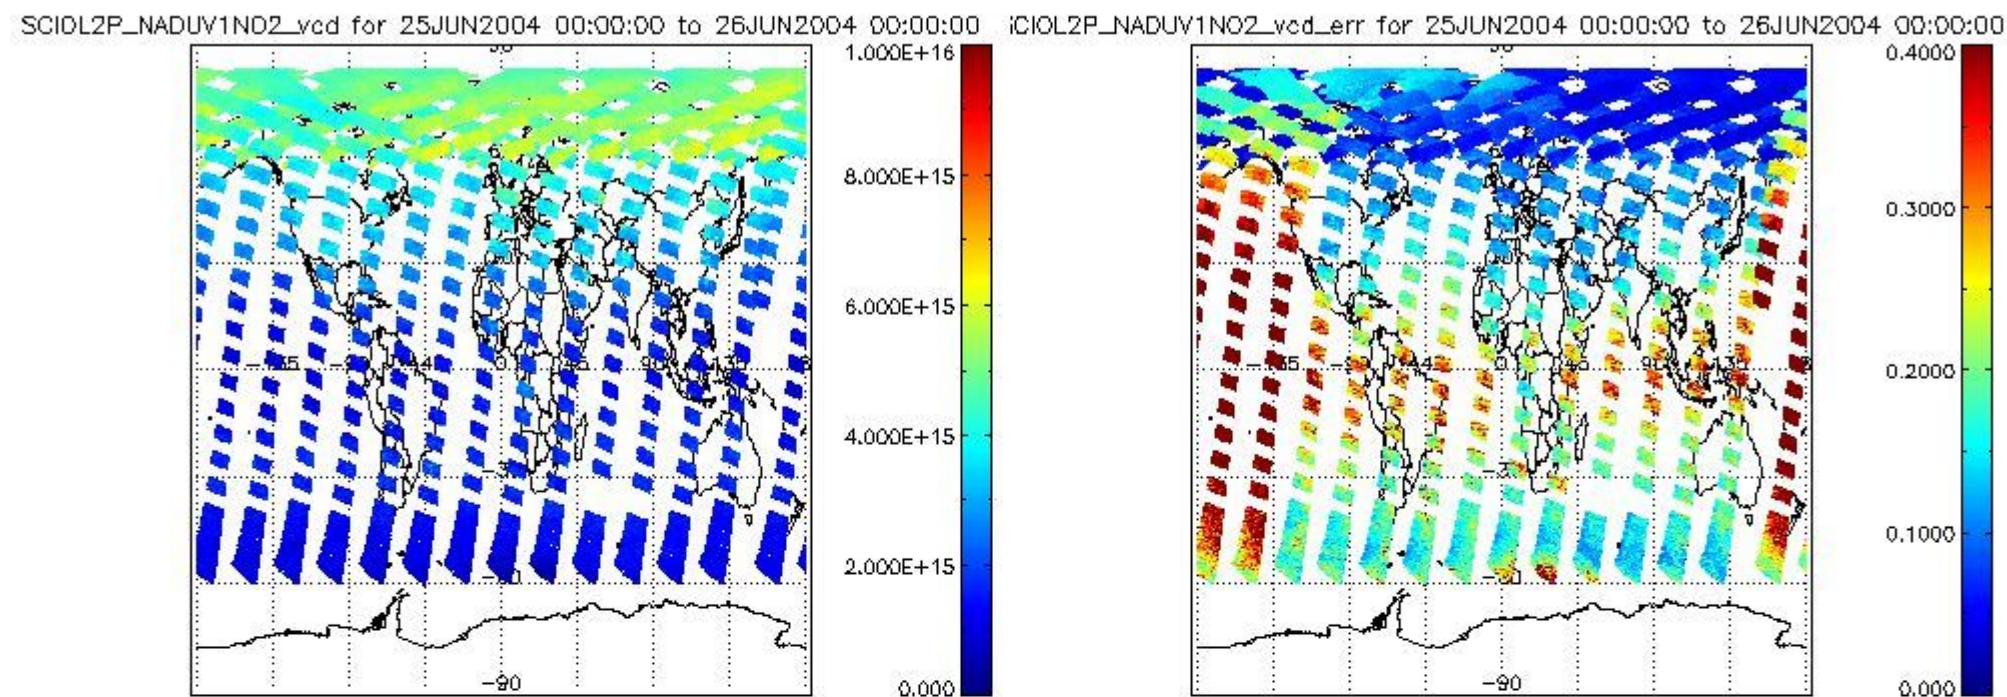 SCIOL2P_NADUV1NO2_vcd for 25JUN2004 00:00:00 to 26JUN2004 00:00:00
1.000E+16
8.000E+15
6.000E+15
4.000E+15
2.000E+15
0.000
-90
CIOL2P_NADUV1NO2_vcd_err for 25JUN2004 00:00:00 to 26JUN2004 00:00:00
0.4000
0.3000
0.2000
0.1000
0.000
-90